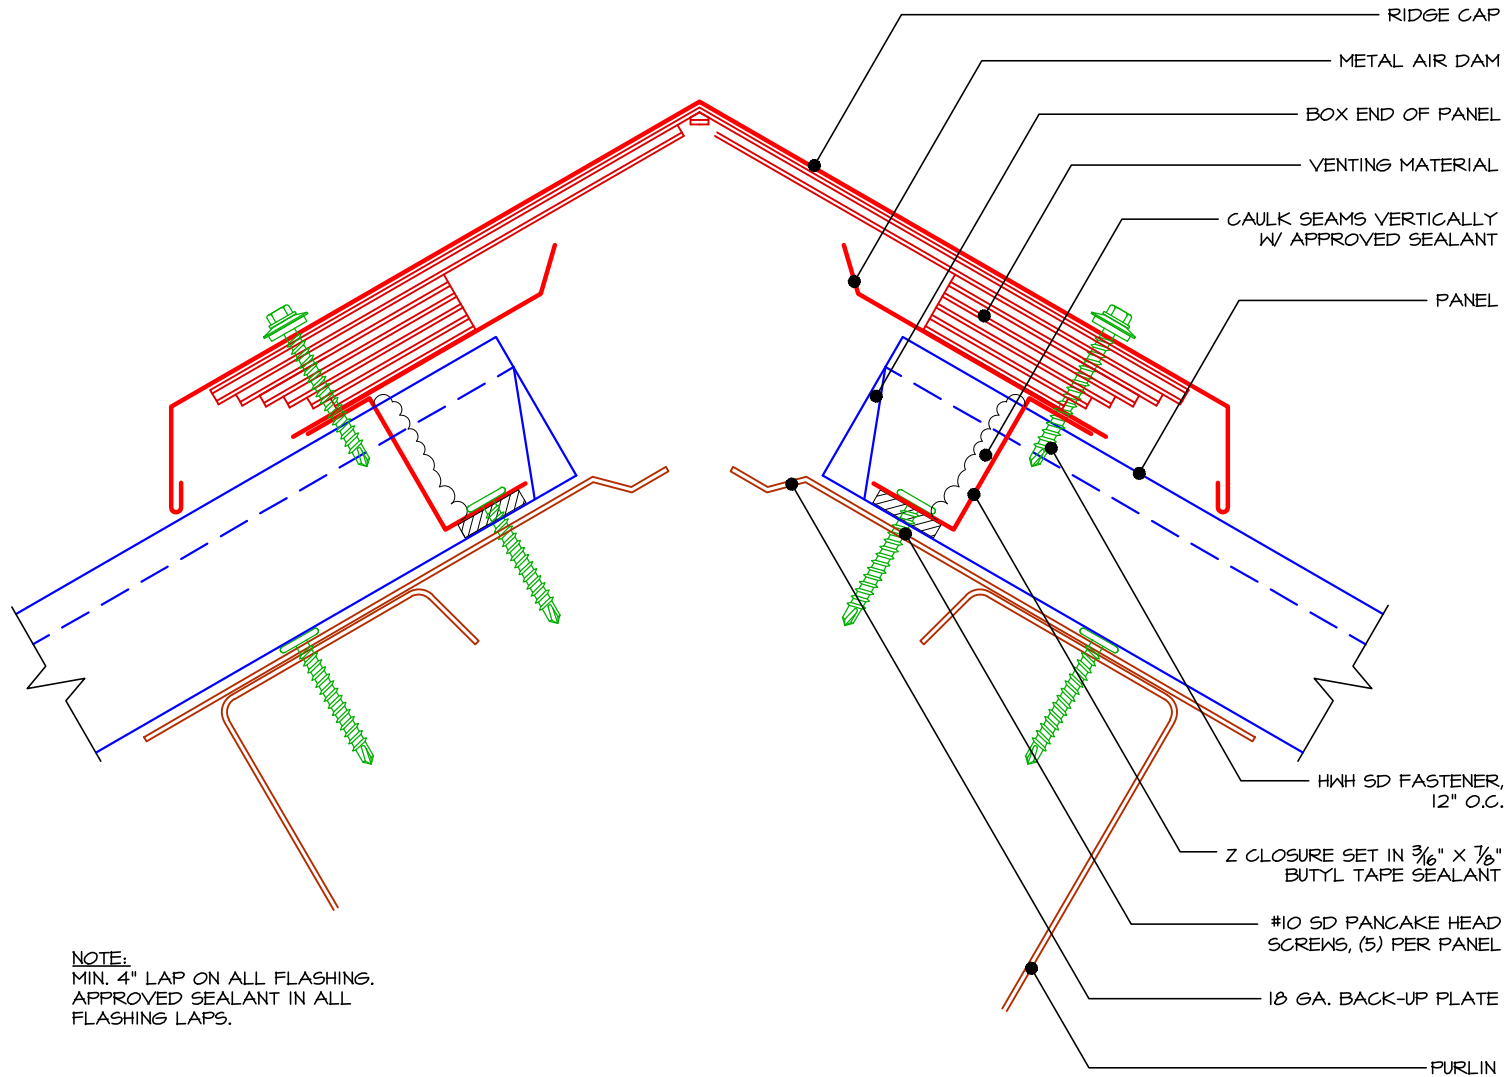 RIDGE CAP
METAL AIR DAM
BOX END OF PANEL
VENTING MATERIAL
CAULK SEAMS VERTICALLY
W/ APPROVED SEALANT
PANEL
HWH SD FASTENER,
12" O.C.
Z CLOSURE SET IN 3/16" X 7/8"
BUTYL TAPE SEALANT
#10 SD PANCAKE HEAD
SCREWS, (5) PER PANEL
18 GA. BACK-UP PLATE
PURLIN
NOTE:
MIN. 4" LAP ON ALL FLASHING.
APPROVED SEALANT IN ALL
FLASHING LAPS.